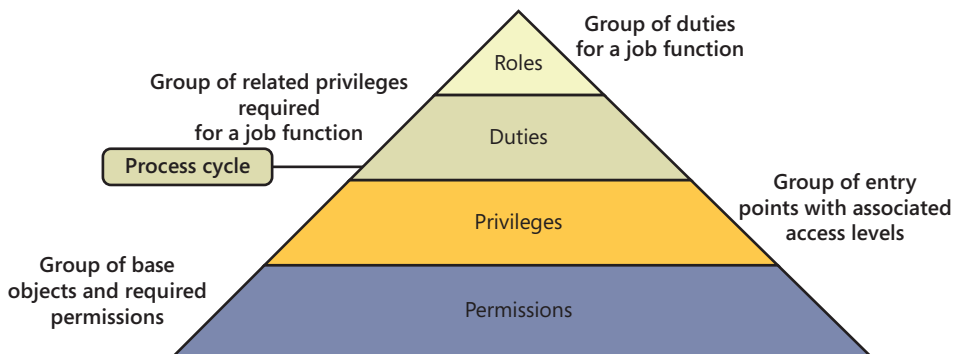 Group of duties
for a job function
Roles
Group of related privileges
required
for a job function
Duties
Process cycle
Group of entry
points with associated
access levels
Privileges
Group of base
objects and required
permissions
Permissions